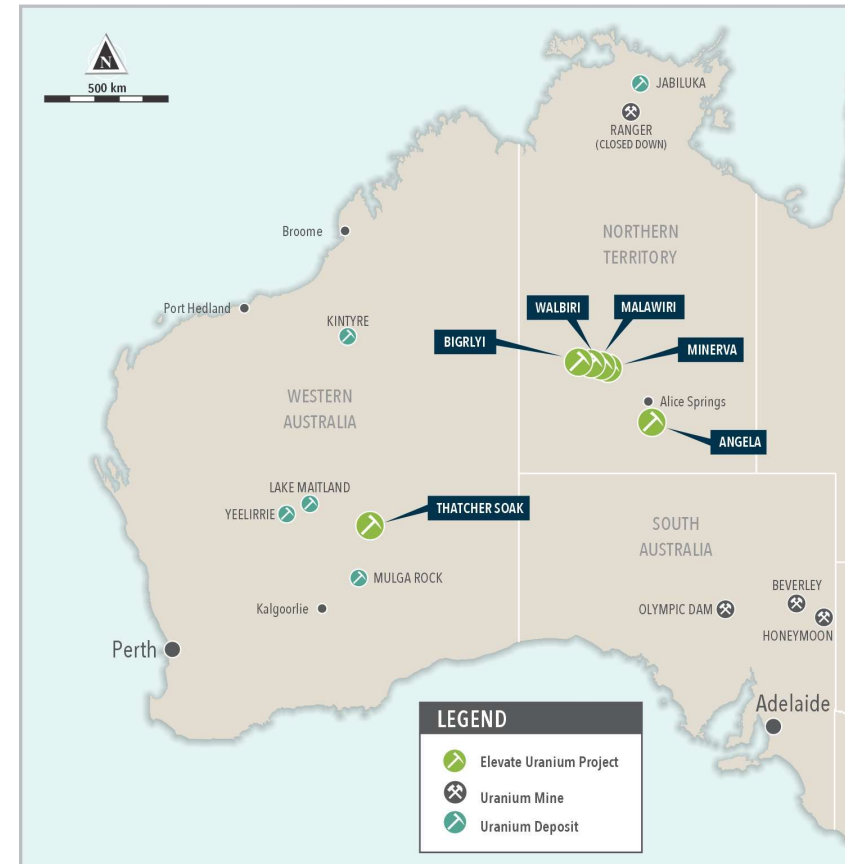 N
500 km
JABILUKA
RANGER
(CLOSED DOWN)
Broome
NORTHERN
TERRITORY
Port Hedland
KINTYRE
WALBIRI
MALAWIRI
BIGRLYI
MINERVA
WESTERN
AUSTRALIA
Alice Springs
ANGELA
LAKE MAITLAND
YEELIRRIE
THATCHER SOAK
SOUTH
AUSTRALIA
MULGA ROCK
Kalgoorlie
OLYMPIC DAM
BEVERLEY
HONEYMOON
Perth
Adelaide
LEGEND
Elevate Uranium Project
Uranium Mine
Uranium Deposit